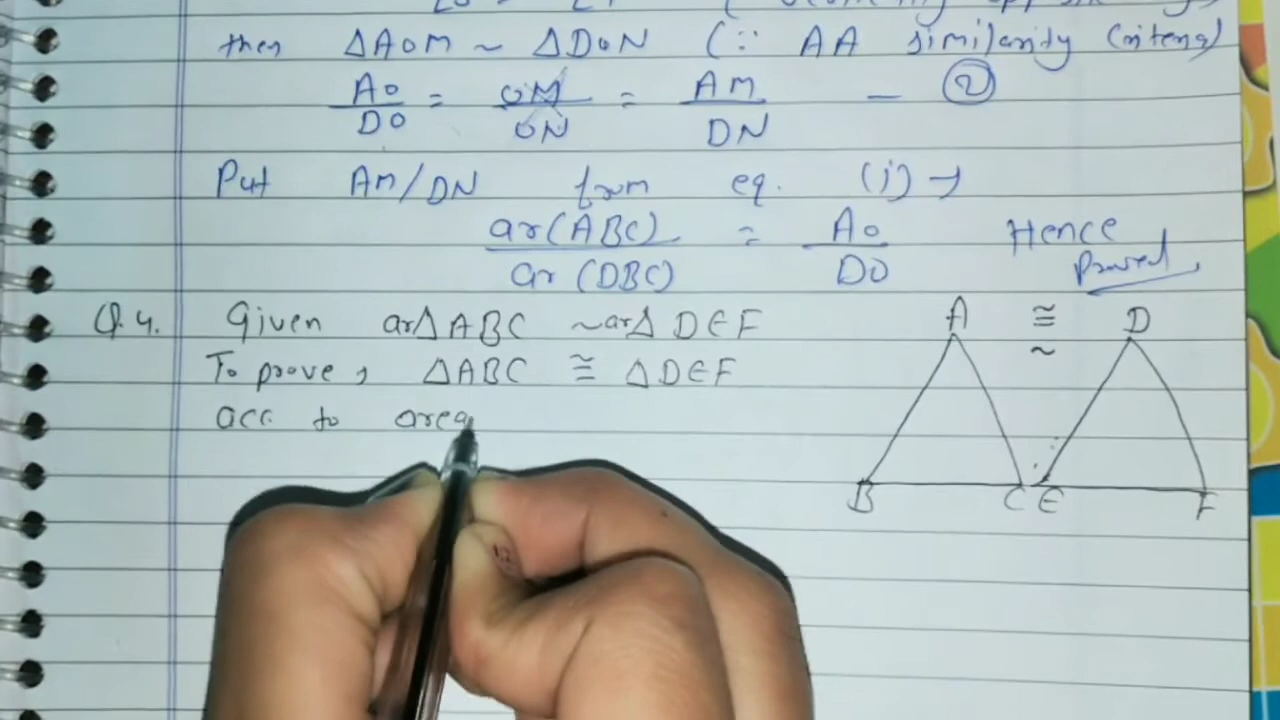 then ΔAOM ~ ΔDON (∵ AA similarity criteria)
AO/DO = OM/ON = AM/DN — ②
Put AM/DN from eq. (i) →
ar(ABC)/ar(DBC) = AO/DO Hence Proved
Q.4. Given arΔABC ~ arΔDEF
To prove, ΔABC ≅ ΔDEF
acc to area
A ≅ D
~
B C E F